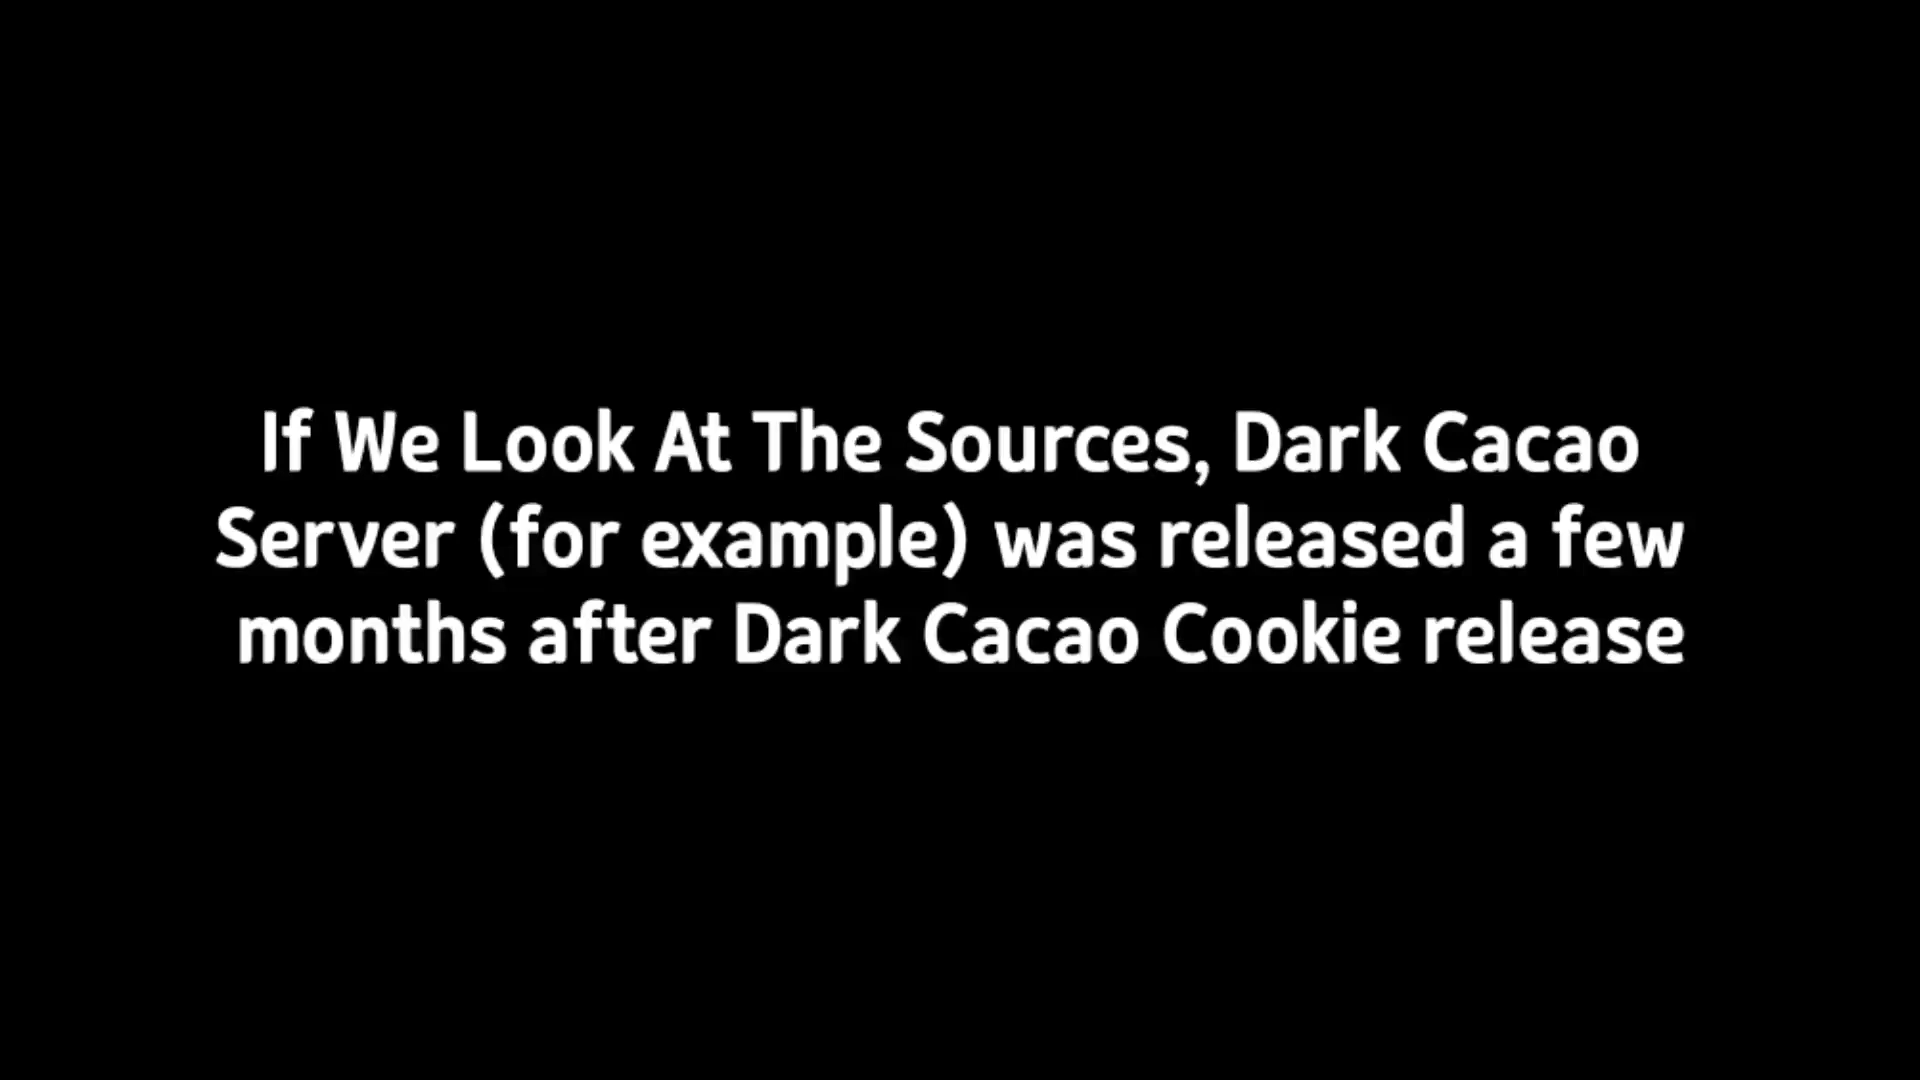 If We Look At The Sources, Dark Cacao
Server (for example) was released a few
months after Dark Cacao Cookie release